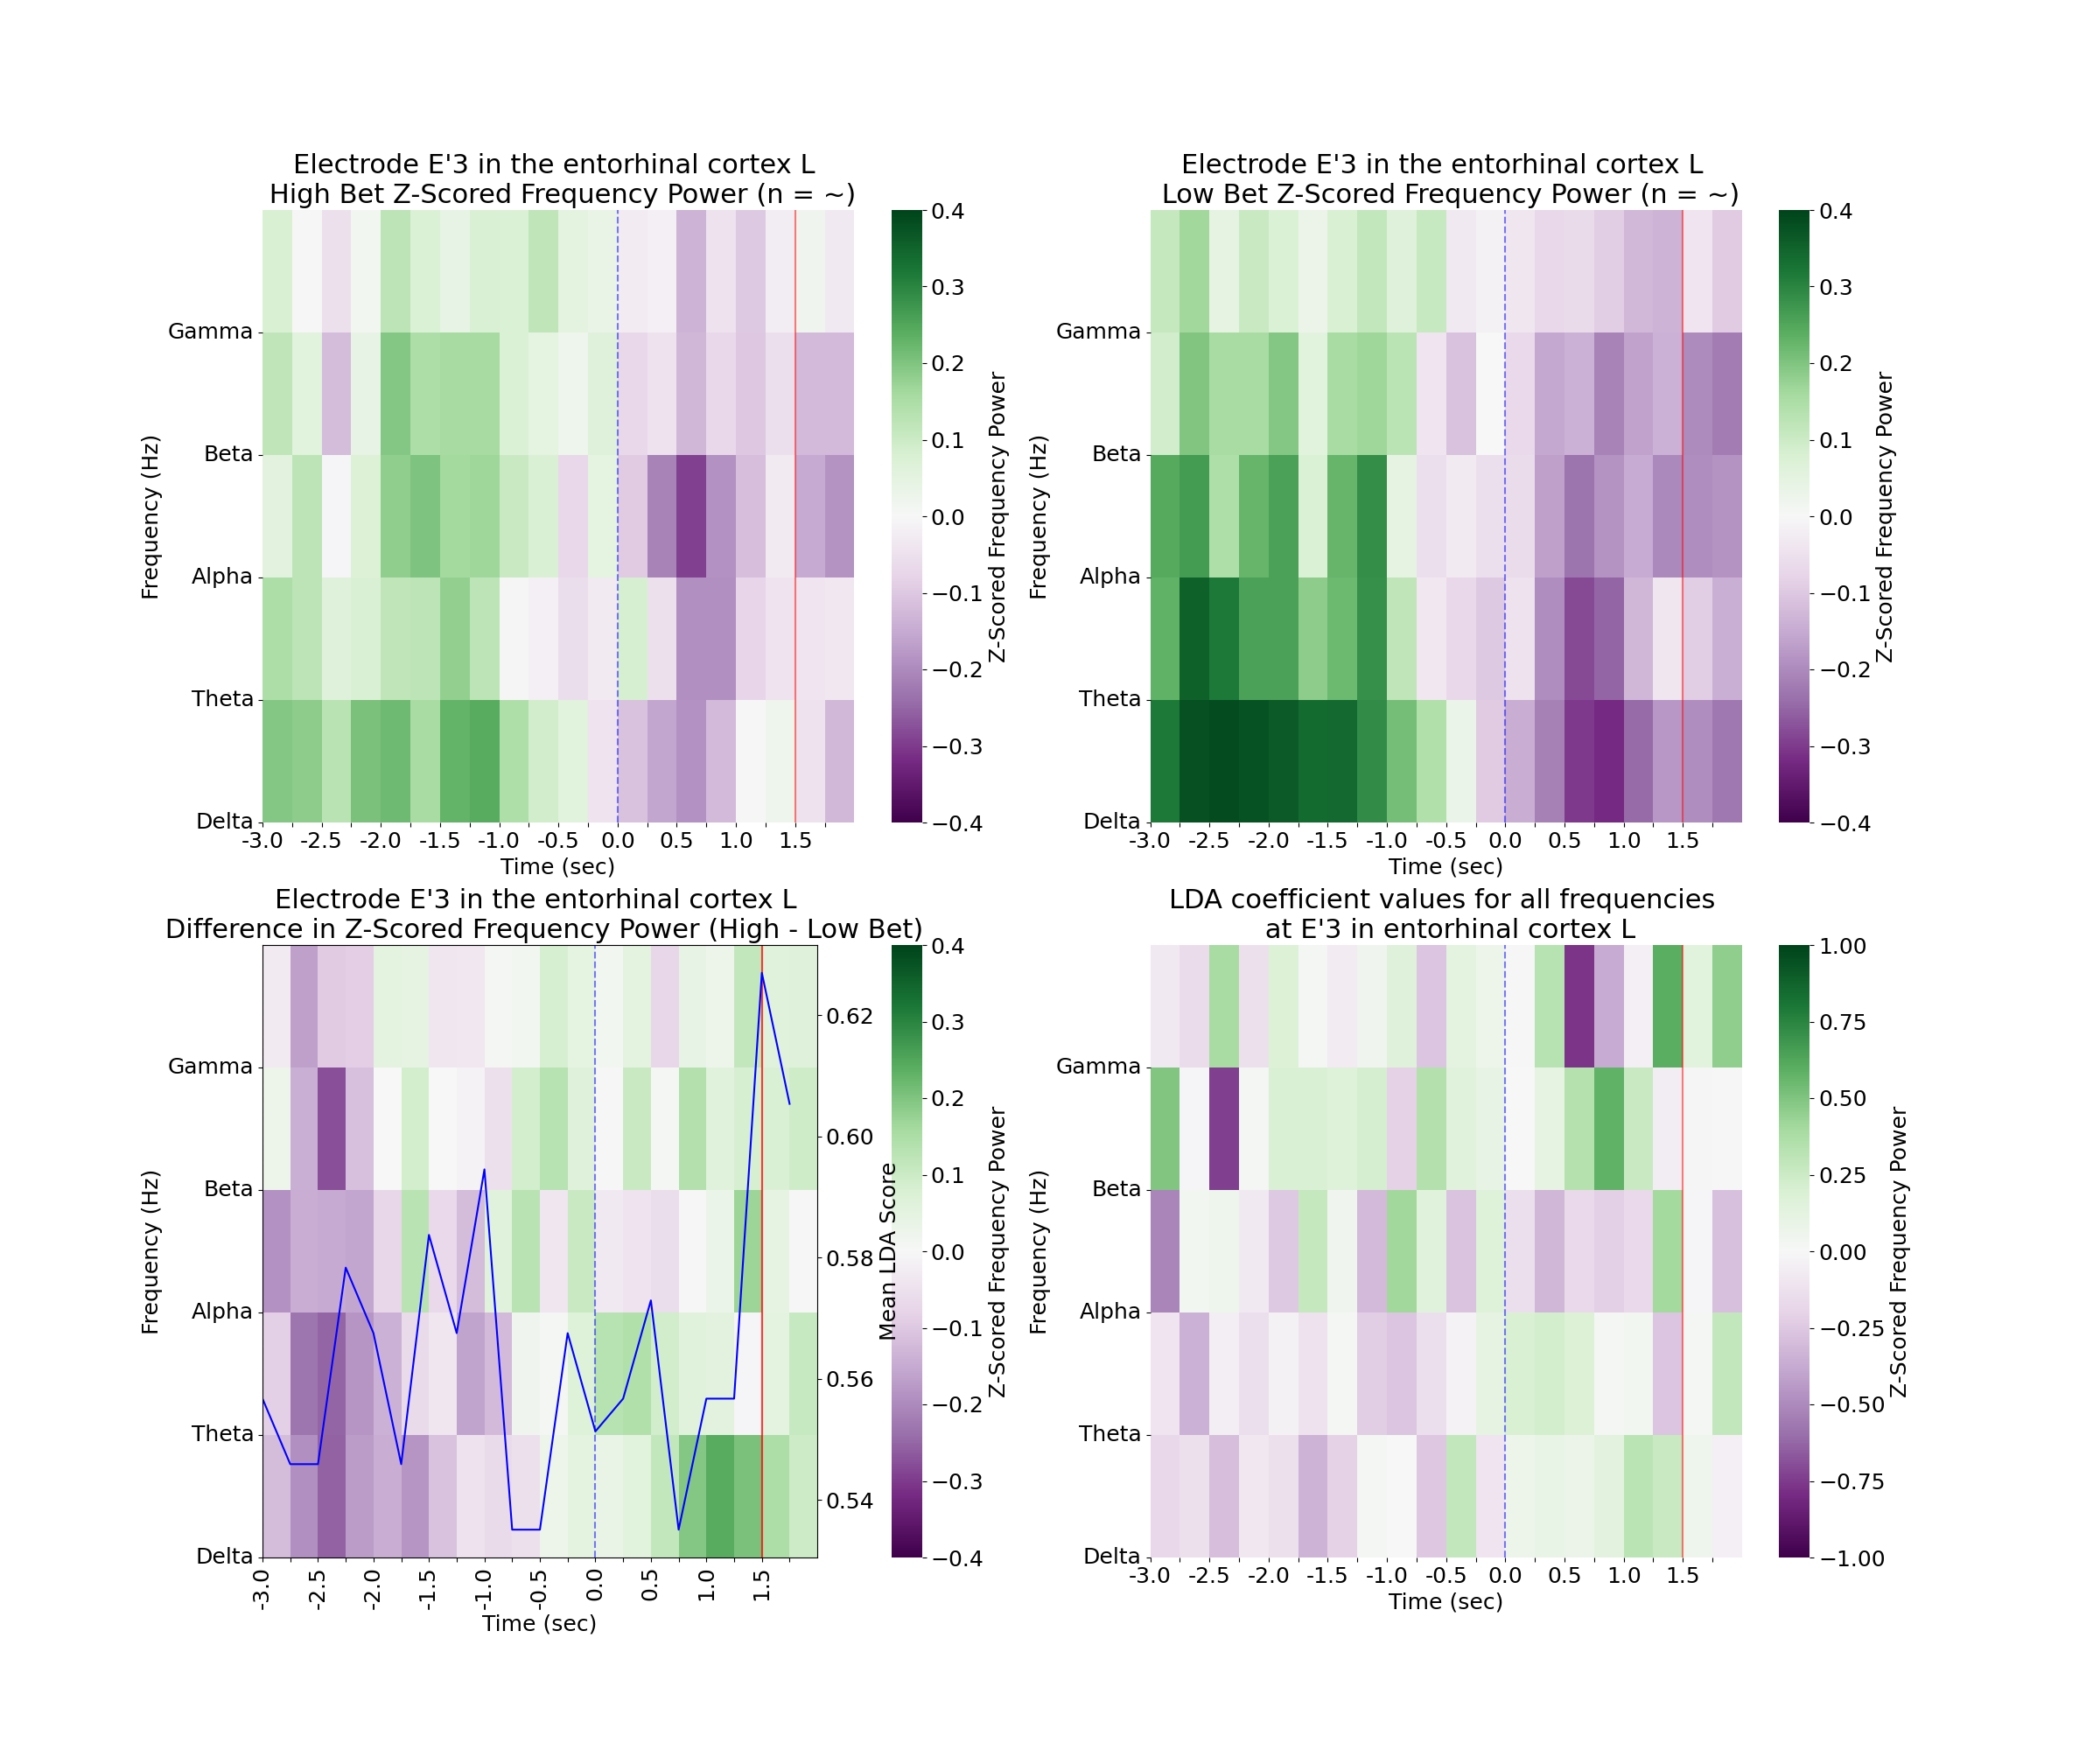 Electrode E'3 in the entorhinal cortex L
High Bet Z-Scored Frequency Power (n = ~)
Frequency (Hz)
Gamma
Beta
Alpha
Theta
Delta
-3.0 -2.5 -2.0 -1.5 -1.0 -0.5 0.0 0.5 1.0 1.5
Time (sec)
0.4
0.3
0.2
0.1
0.0
−0.1
−0.2
−0.3
−0.4
Z-Scored Frequency Power
Electrode E'3 in the entorhinal cortex L
Low Bet Z-Scored Frequency Power (n = ~)
Frequency (Hz)
Gamma
Beta
Alpha
Theta
Delta
-3.0 -2.5 -2.0 -1.5 -1.0 -0.5 0.0 0.5 1.0 1.5
Time (sec)
0.4
0.3
0.2
0.1
0.0
−0.1
−0.2
−0.3
−0.4
Z-Scored Frequency Power
Electrode E'3 in the entorhinal cortex L
Difference in Z-Scored Frequency Power (High - Low Bet)
Frequency (Hz)
Gamma
Beta
Alpha
Theta
Delta
-3.0 -2.5 -2.0 -1.5 -1.0 -0.5 0.0 0.5 1.0 1.5
Time (sec)
0.62
0.60
0.58
0.56
0.54
Mean LDA Score
0.4
0.3
0.2
0.1
0.0
−0.1
−0.2
−0.3
−0.4
Z-Scored Frequency Power
LDA coefficient values for all frequencies
at E'3 in entorhinal cortex L
Frequency (Hz)
Gamma
Beta
Alpha
Theta
Delta
-3.0 -2.5 -2.0 -1.5 -1.0 -0.5 0.0 0.5 1.0 1.5
Time (sec)
1.00
0.75
0.50
0.25
0.00
−0.25
−0.50
−0.75
−1.00
Z-Scored Frequency Power